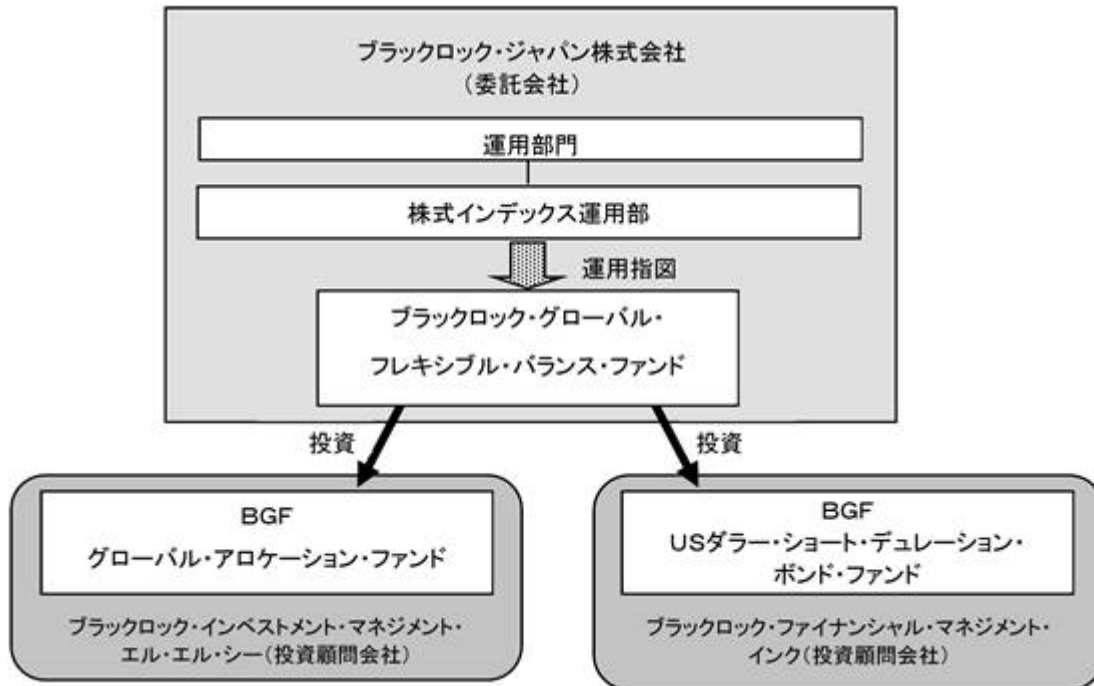 ブラックロック・ジャパン株式会社
（委託会社）
運用部門
株式インデックス運用部
運用指図
ブラックロック・グローバル・
フレキシブル・バランス・ファンド
投資
投資
BGF
グローバル・アロケーション・ファンド
ブラックロック・インベストメント・マネジメント・
エル・エル・シー（投資顧問会社）
BGF
USダラー・ショート・デュレーション・
ボンド・ファンド
ブラックロック・ファイナンシャル・マネジメント・
インク（投資顧問会社）